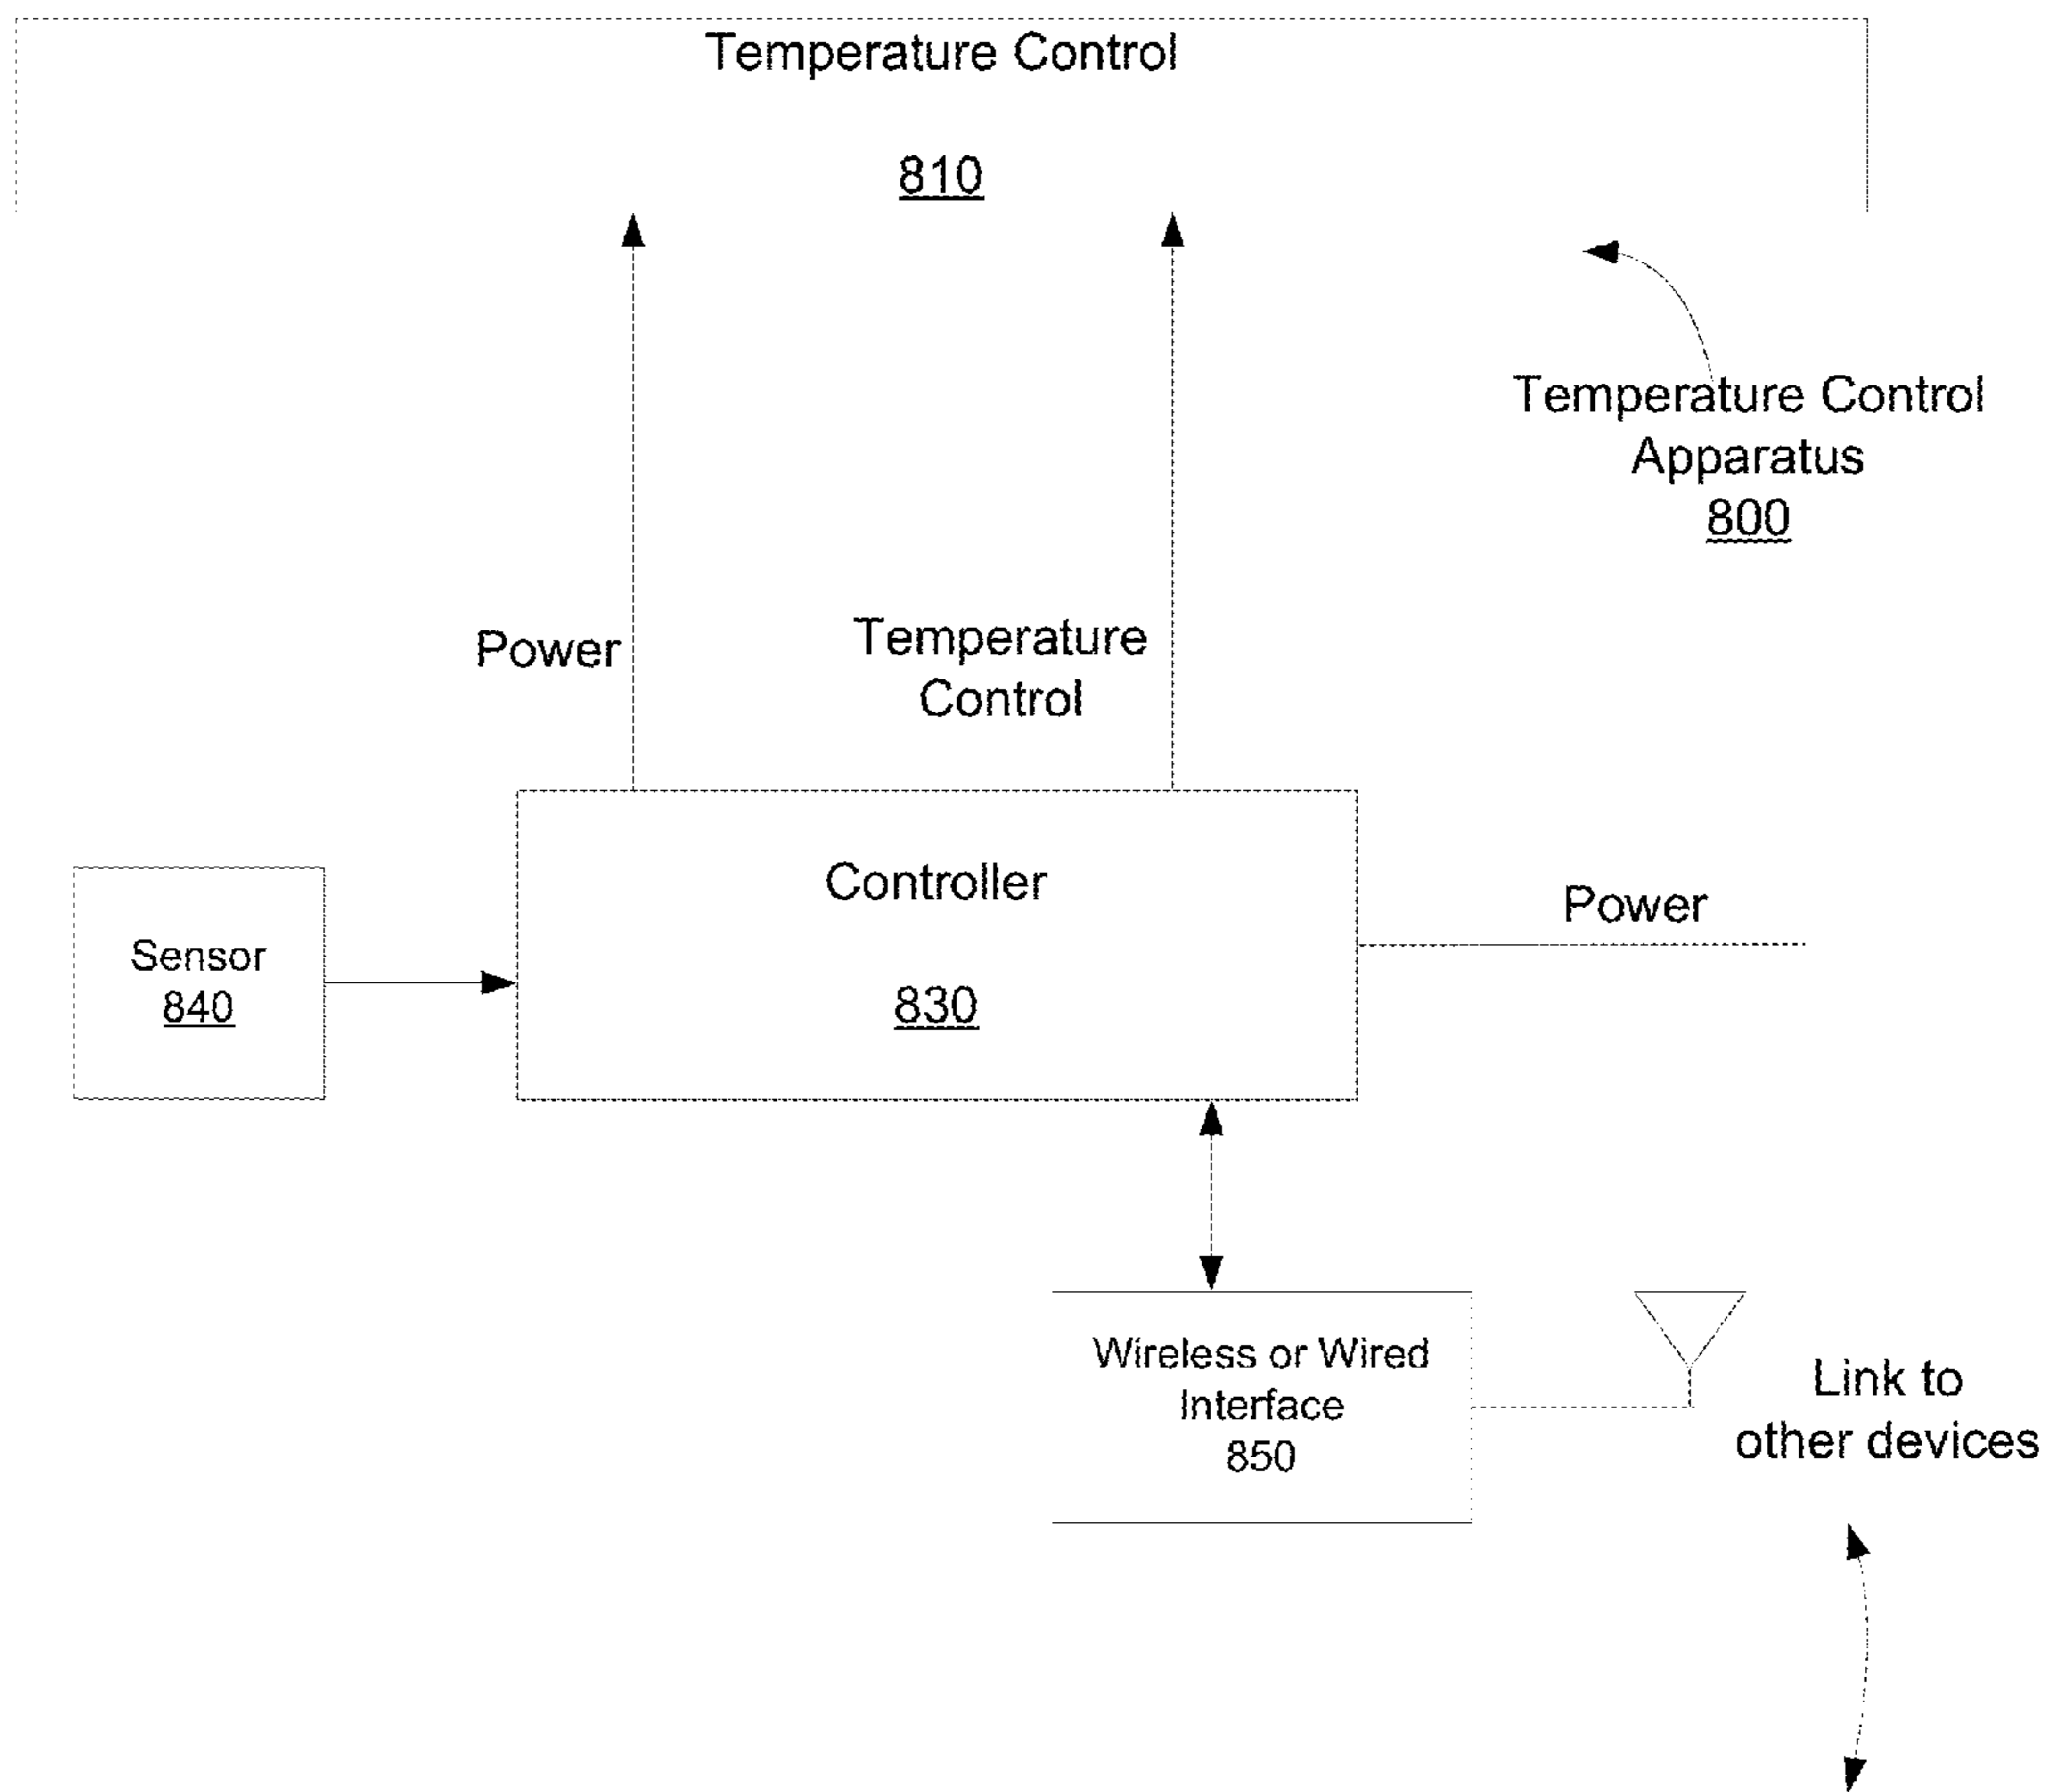 Temperature Control
810
Temperature Control
Apparatus
800
Power
Temperature
Control
Controller
830
Power
Sensor
840
Wireless or Wired
Interface
850
Link to
other devices